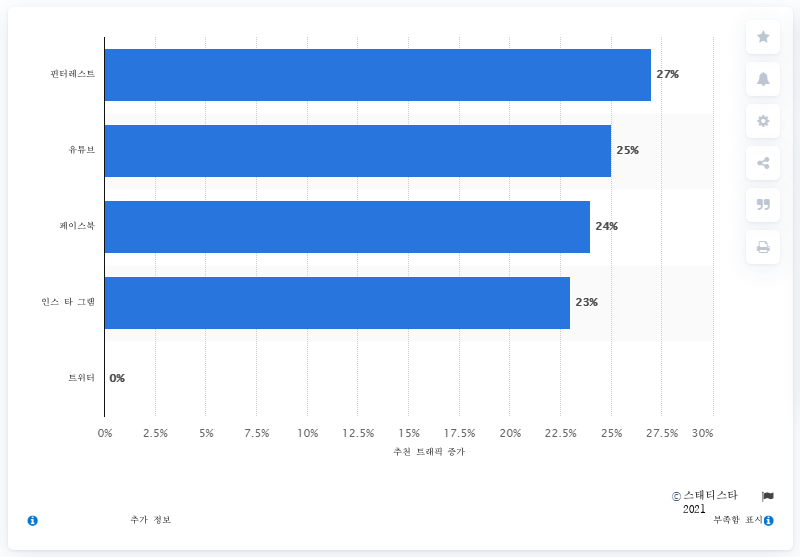 핀터레스트
27%
유튜브
25%
페이스북
24%
인스 타 그램
23%
트위터
0%
0% 2.5% 5% 7.5% 10% 12.5% 15% 17.5% 20% 22.5% 25% 27.5% 30%
추천 트래픽 증가
© 스태티스타
2021
추가 정보
부족함 표시